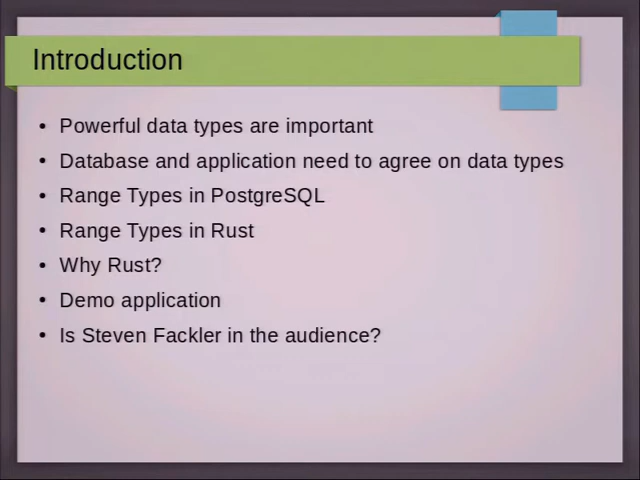 Introduction
• Powerful data types are important
• Database and application need to agree on data types
• Range Types in PostgreSQL
• Range Types in Rust
• Why Rust?
• Demo application
• Is Steven Fackler in the audience?